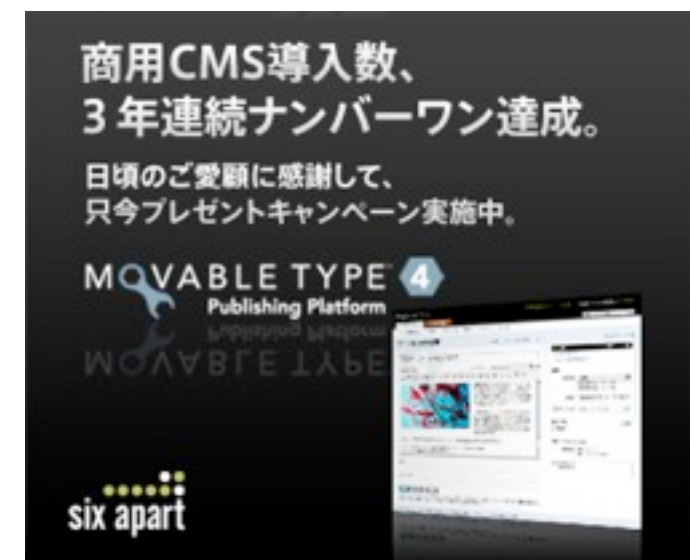 商用CMS導入数、
3年連続ナンバーワン達成。
日頃のご愛顧に感謝して、
只今プレゼントキャンペーン実施中。
MOVABLE TYPE 4
Publishing Platform
six apart